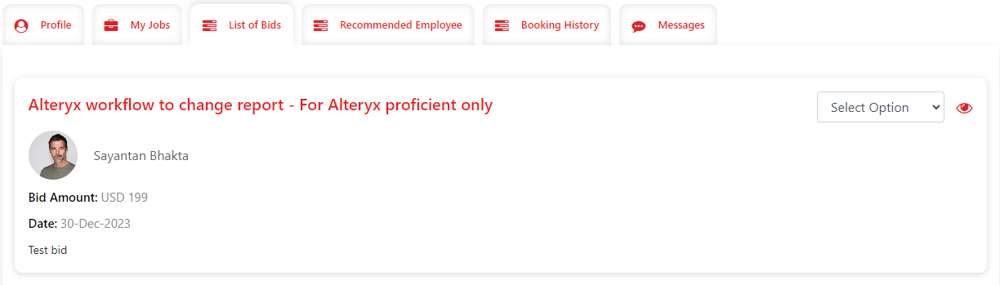 Profile
My Jobs
List of Bids
Recommended Employee
Booking History
Messages
Alteryx workflow to change report - For Alteryx proficient only
Select Option
Sayantan Bhakta
Bid Amount: USD 199
Date: 30-Dec-2023
Test bid